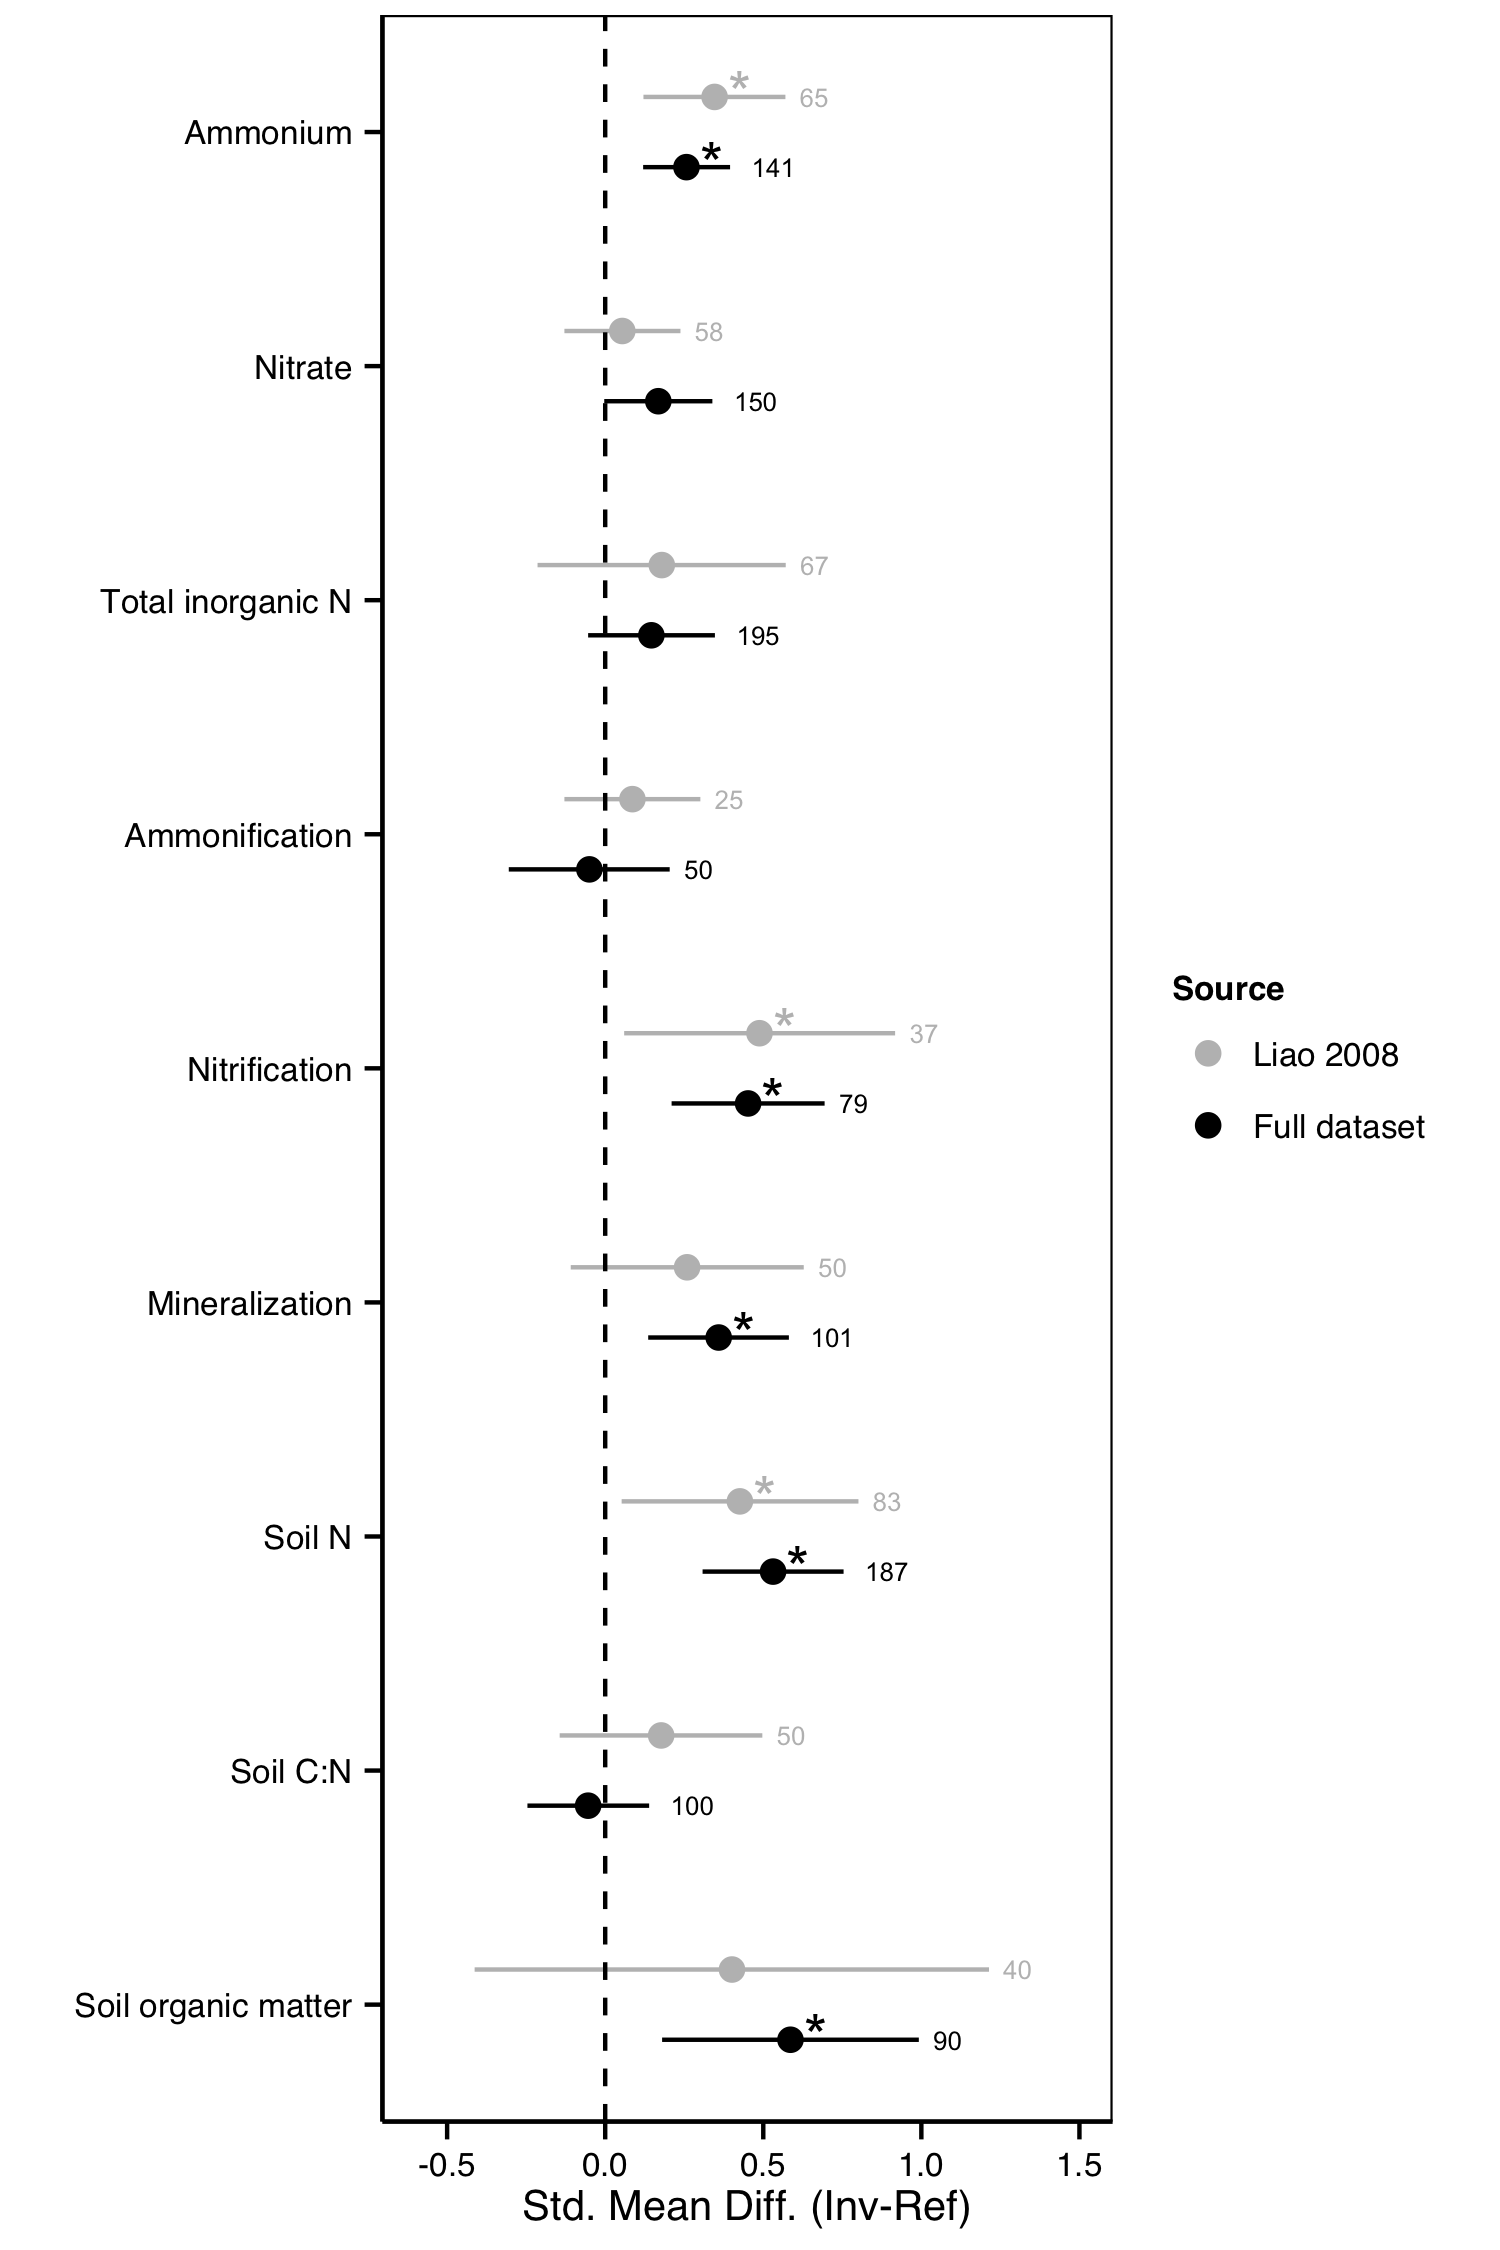 * 65
Ammonium
* 141
58
Nitrate
150
67
Total inorganic N
195
25
Ammonification
50
* 37
Nitrification
* 79
Source
Liao 2008
Full dataset
50
Mineralization
* 101
* 83
Soil N
* 187
50
Soil C:N
100
40
Soil organic matter
* 90
-0.5 0.0 0.5 1.0 1.5
Std. Mean Diff. (Inv-Ref)